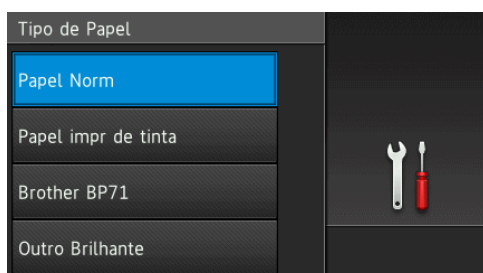 Tipo de Papel
Papel Norm
Papel impr de tinta
Brother BP71
Outro Brilhante